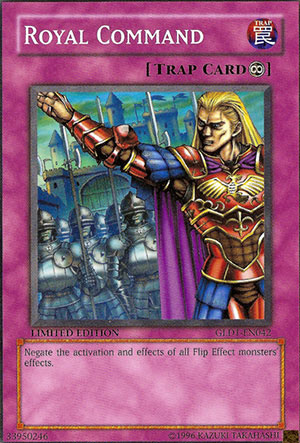 ROYAL COMMAND
TRAP
罠
[TRAP CARD]
LIMITED EDITION
GLD1-EN042
Negate the activation and effects of all Flip Effect monsters'
effects.
33950246
©1996 KAZUKI TAKAHASHI